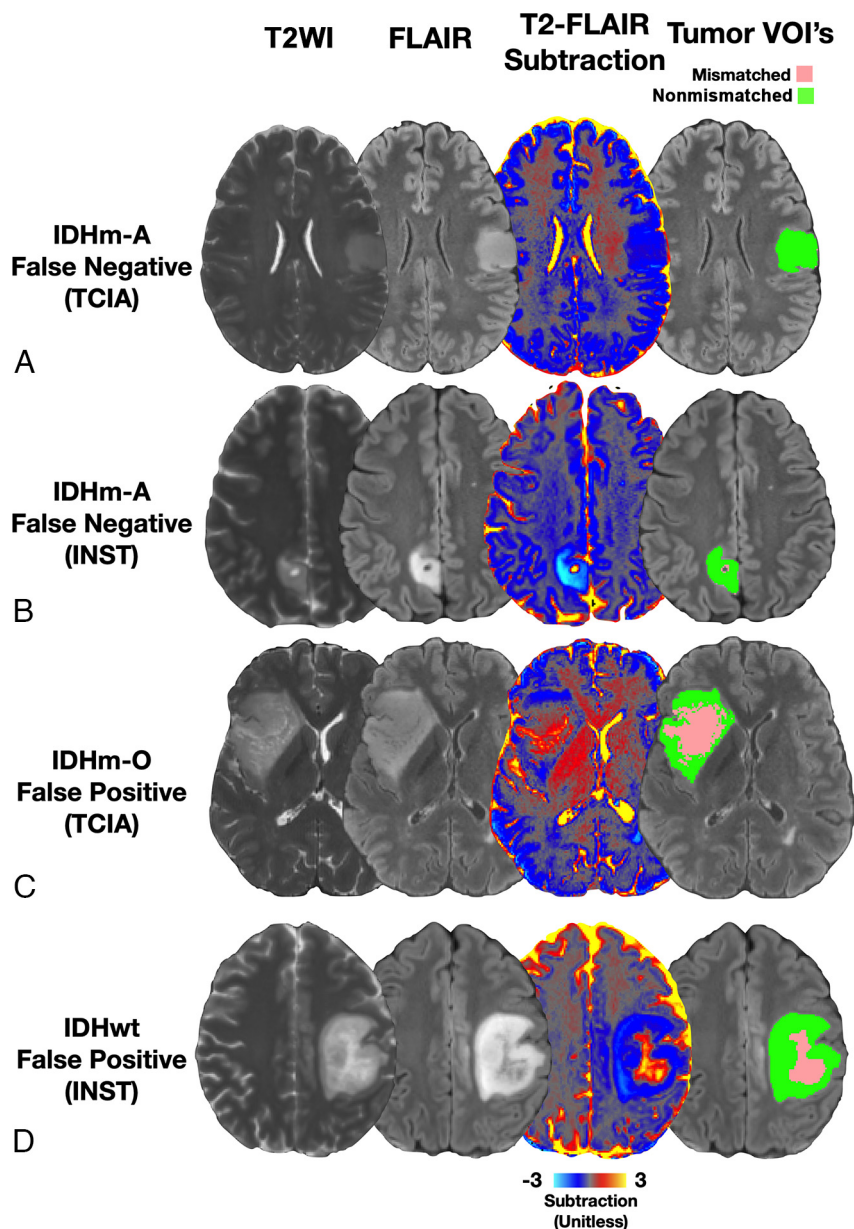 T2WI
FLAIR
T2-FLAIR
Subtraction
Tumor VOI's
Mismatched
Nonmismatched
IDHm-A
False Negative
(TCIA)
A
IDHm-A
False Negative
(INST)
B
IDHm-O
False Positive
(TCIA)
C
IDHwt
False Positive
(INST)
D
-3 3
Subtraction
(Unitless)